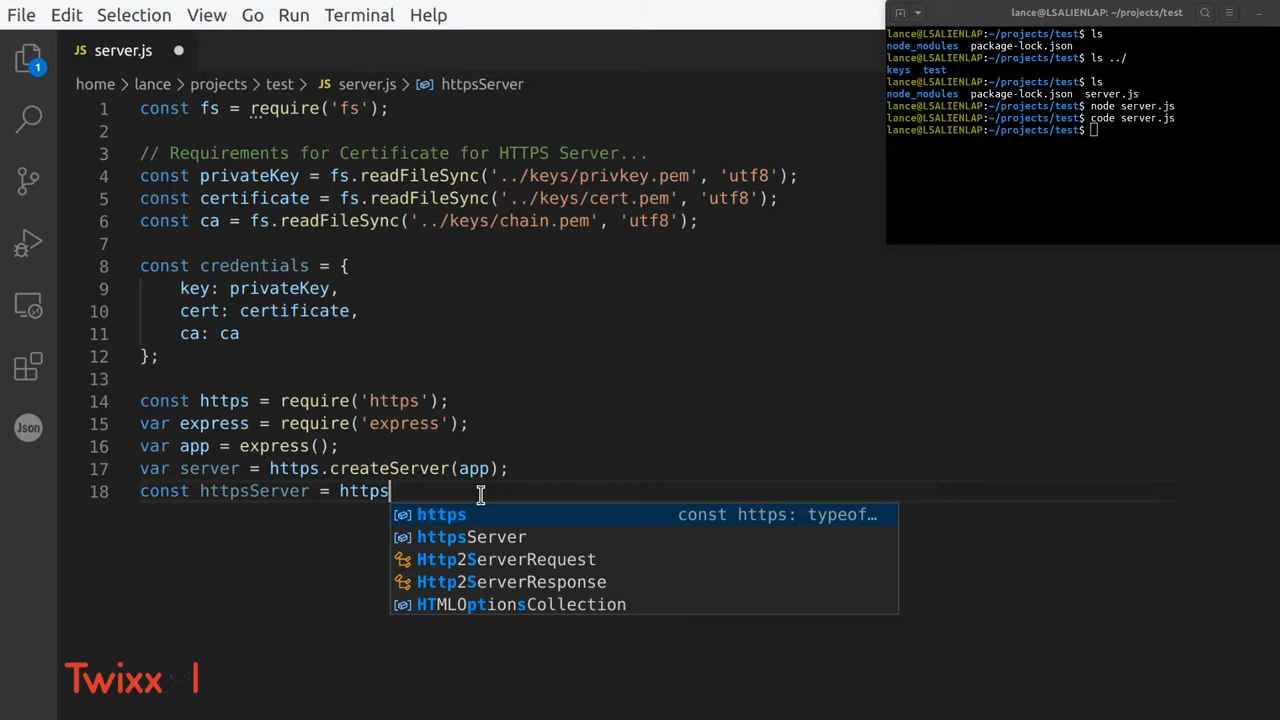 File Edit Selection View Go Run Terminal Help
lance@LSALIENLAP: ~/projects/test
lance@LSALIENLAP:~/projects/test$ ls
node_modules package-lock.json
lance@LSALIENLAP:~/projects/test$ ls ../
keys test
lance@LSALIENLAP:~/projects/test$ ls
node_modules package-lock.json server.js
lance@LSALIENLAP:~/projects/test$ node server.js
lance@LSALIENLAP:~/projects/test$ code server.js
lance@LSALIENLAP:~/projects/test$
1
JS server.js
home > lance > projects > test > JS server.js > httpsServer
1 const fs = require('fs');
2
3 // Requirements for Certificate for HTTPS Server...
4 const privateKey = fs.readFileSync('../keys/privkey.pem', 'utf8');
5 const certificate = fs.readFileSync('../keys/cert.pem', 'utf8');
6 const ca = fs.readFileSync('../keys/chain.pem', 'utf8');
7
8 const credentials = {
9 key: privateKey,
10 cert: certificate,
11 ca: ca
12 };
13
14 const https = require('https');
15 var express = require('express');
16 var app = express();
17 var server = https.createServer(app);
18 const httpsServer = https
https const https: typeof…
httpsServer
Http2ServerRequest
Http2ServerResponse
HTMLOptionsCollection
Json